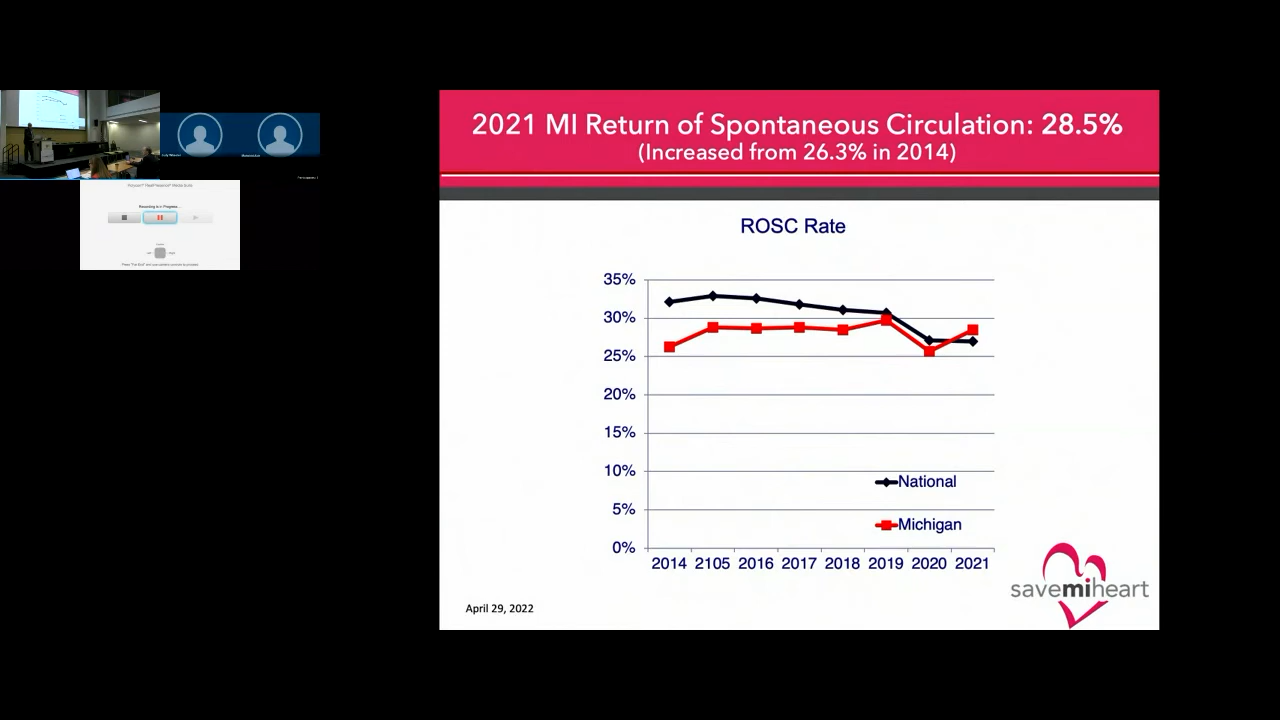 2021 MI Return of Spontaneous Circulation: 28.5%
(Increased from 26.3% in 2014)
ROSC Rate
35%
30%
25%
20%
15%
10%
5%
0%
National
Michigan
2014 2105 2016 2017 2018 2019 2020 2021
savemiheart
April 29, 2022